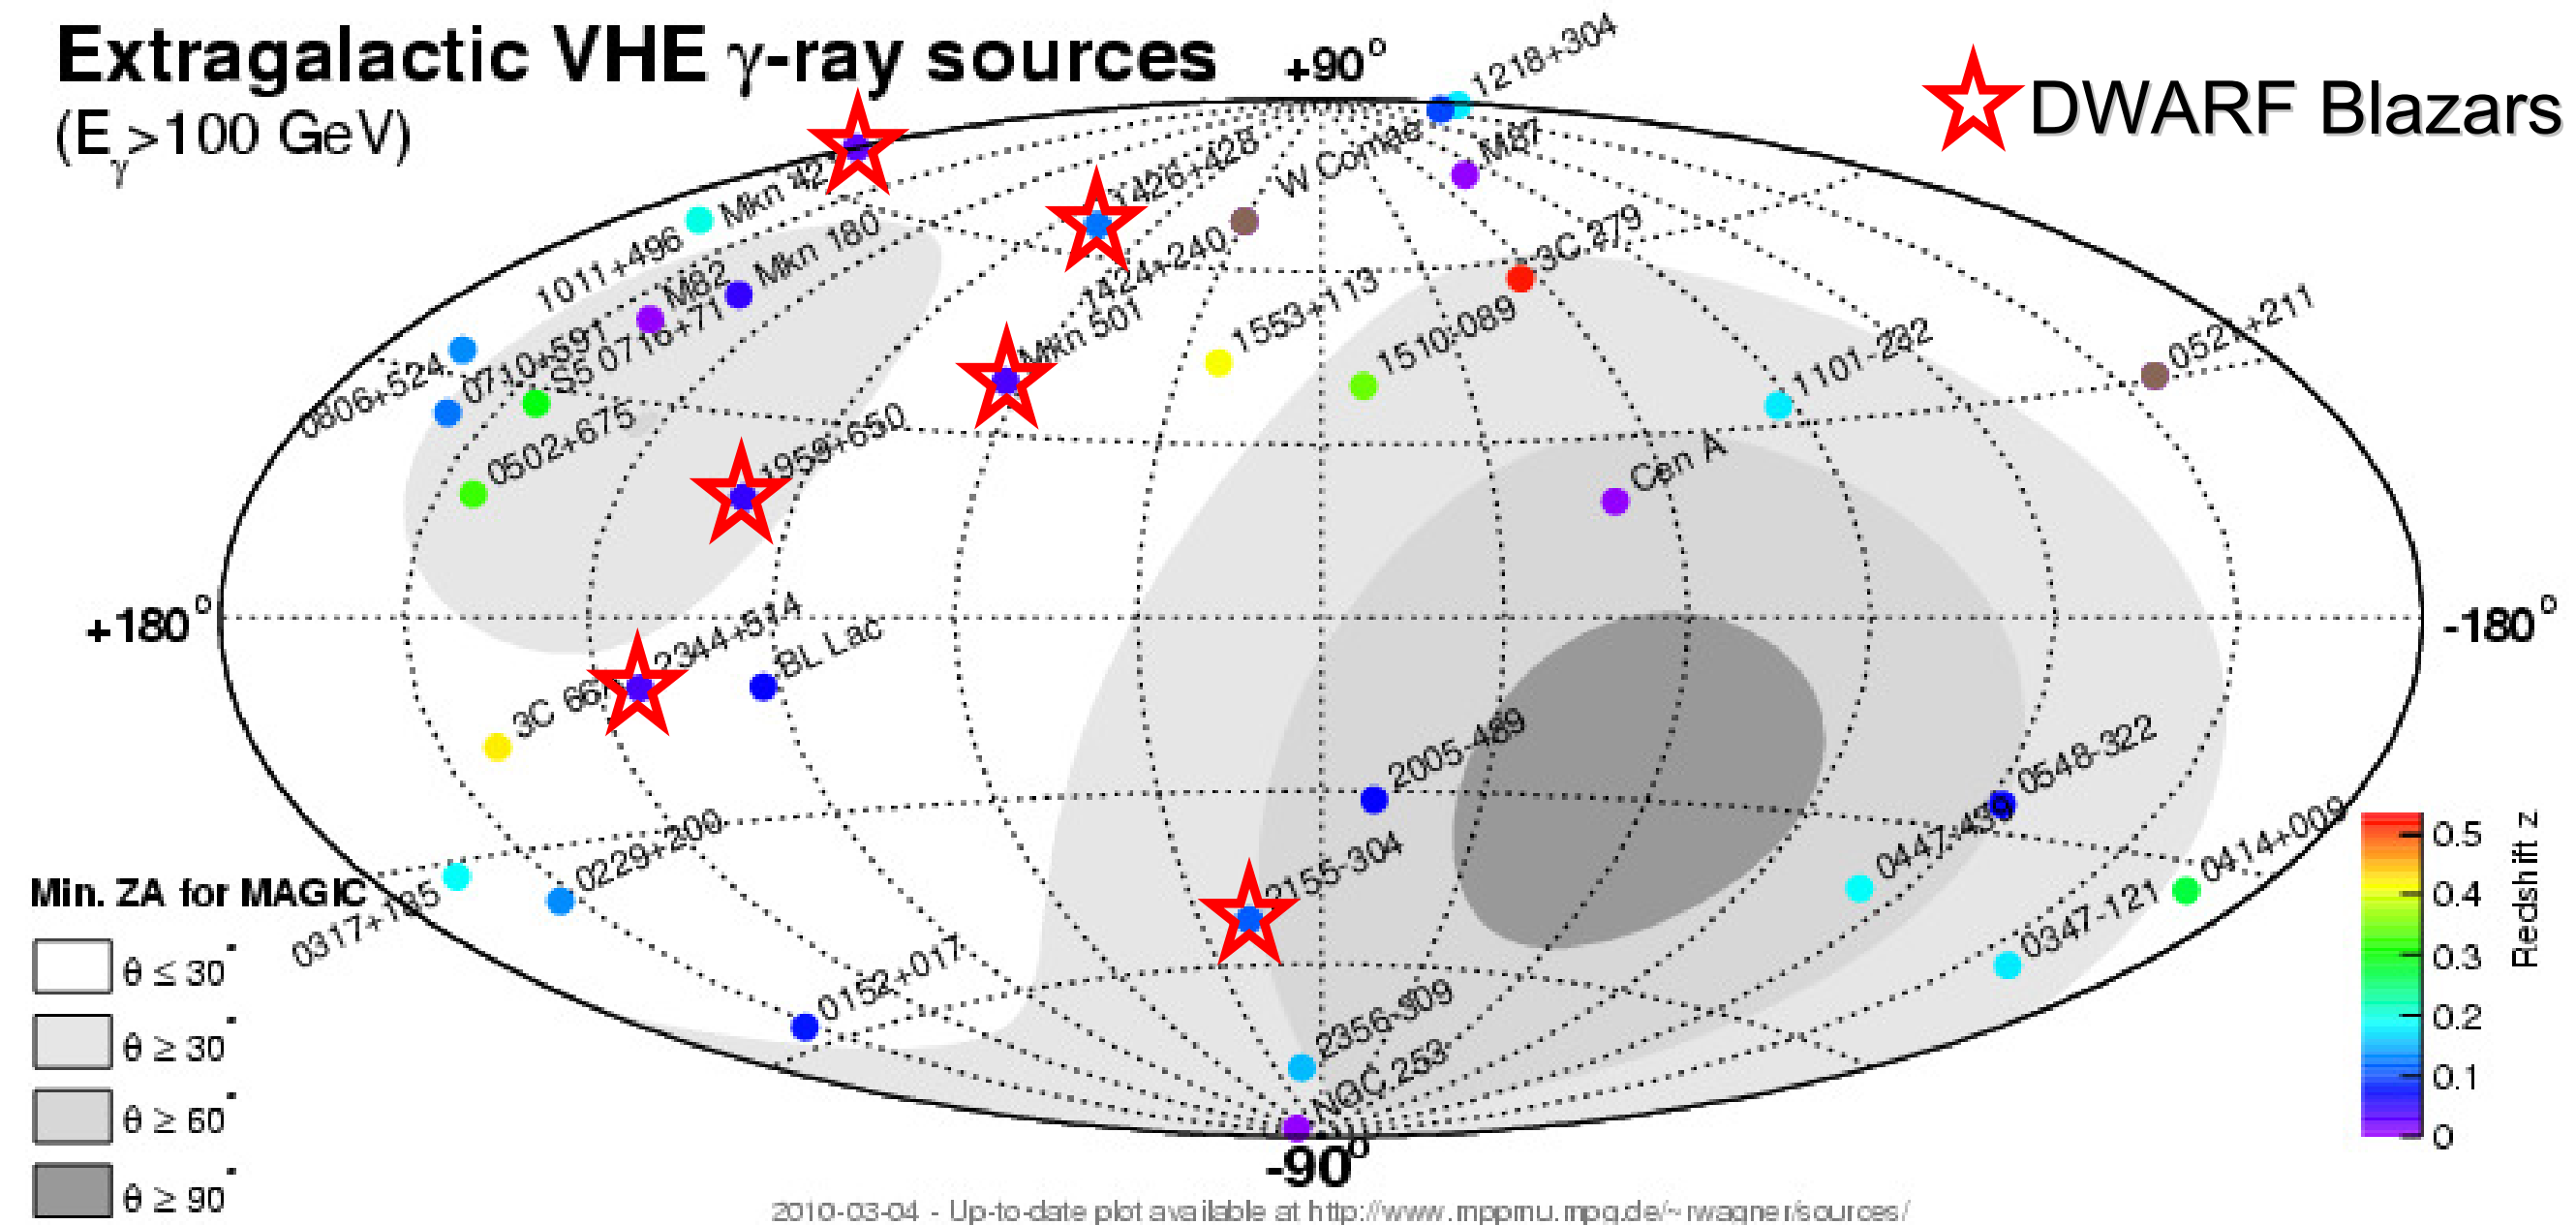 Extragalactic VHE γ-ray sources
(Eγ>100 GeV)
+90°
DWARF Blazars
1218+304
W Comae
M87
1426+428
Mkn 42
1011+496
Mkn 180
M82
1424+240
3C 279
1553+113
1510-089
0521+211
1101-232
0806+524
0710+591
S5 0716+71
Mkn 501
0502+675
1959+650
Cen A
+180°
-180°
2344+514
BL Lac
3C 66
2005-489
0548-322
0229+200
2155-304
0447-439
0414+009
0317+185
0347-121
0152+017
2356-309
NGC 253
-90°
Min. ZA for MAGIC
θ ≤ 30°
θ ≥ 30°
θ ≥ 60°
θ ≥ 90°
Redshift z
0.5
0.4
0.3
0.2
0.1
0
2010-03-04 - Up-to-date plot available at http://www.mppmu.mpg.de/~rwagner/sources/